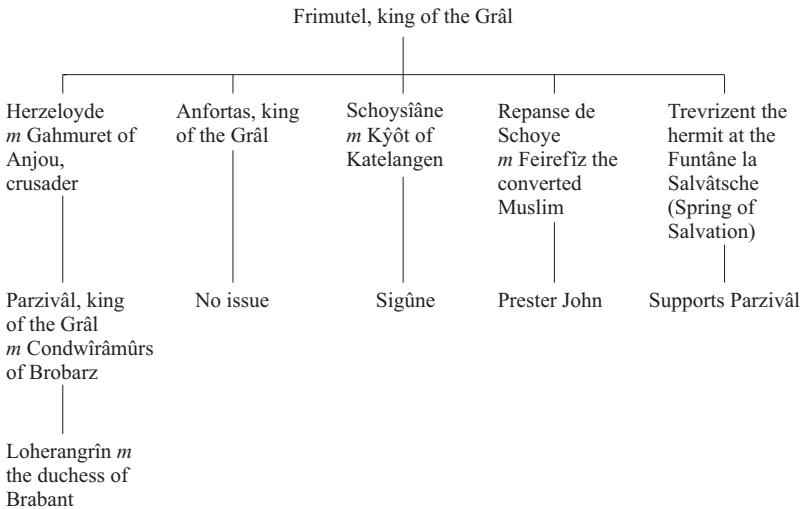 Frimutel, king of the Grâl
Herzeloyde
m Gahmuret of
Anjou,
crusader
Anfortas, king
of the Grâl
Schoysîâne
m Kŷôt of
Katelangen
Repanse de
Schoye
m Feirefîz the
converted
Muslim
Trevrizent the
hermit at the
Funtâne la
Salvâtsche
(Spring of
Salvation)
Parzivâl, king
of the Grâl
m Condwîrâmûrs
of Brobarz
No issue
Sigûne
Prester John
Supports Parzivâl
Loherangrîn m
the duchess of
Brabant